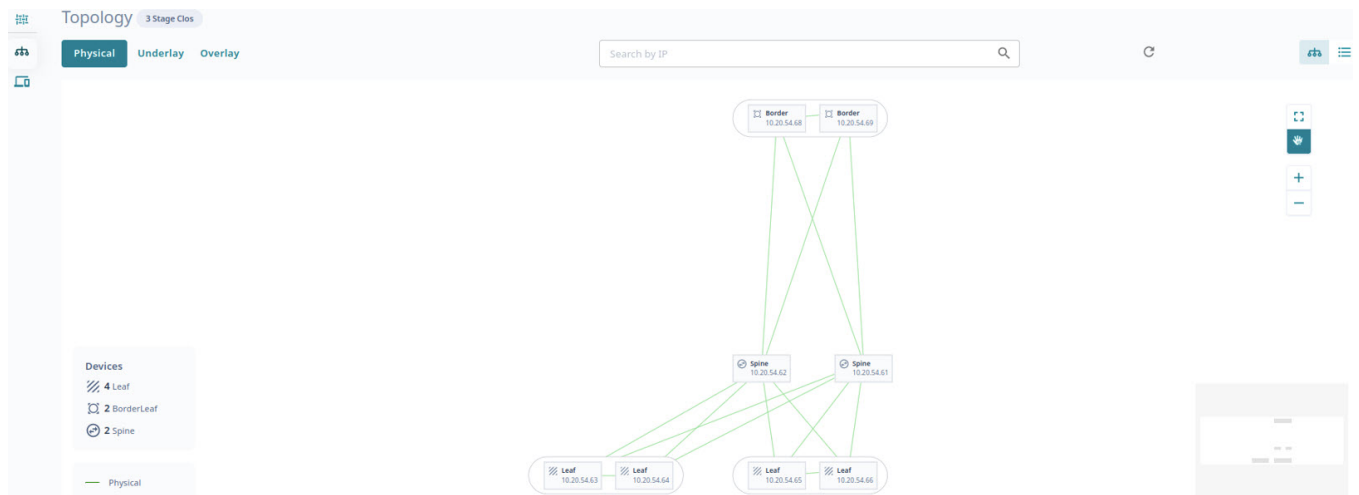 Topology 3 Stage Clos
Physical Underlay Overlay
Search by IP
Border
10.20.54.68
Border
10.20.54.69
Spine
10.20.54.62
Spine
10.20.54.61
Devices
4 Leaf
2 BorderLeaf
2 Spine
Leaf
10.20.54.63
Leaf
10.20.54.64
Leaf
10.20.54.65
Leaf
10.20.54.66
Physical